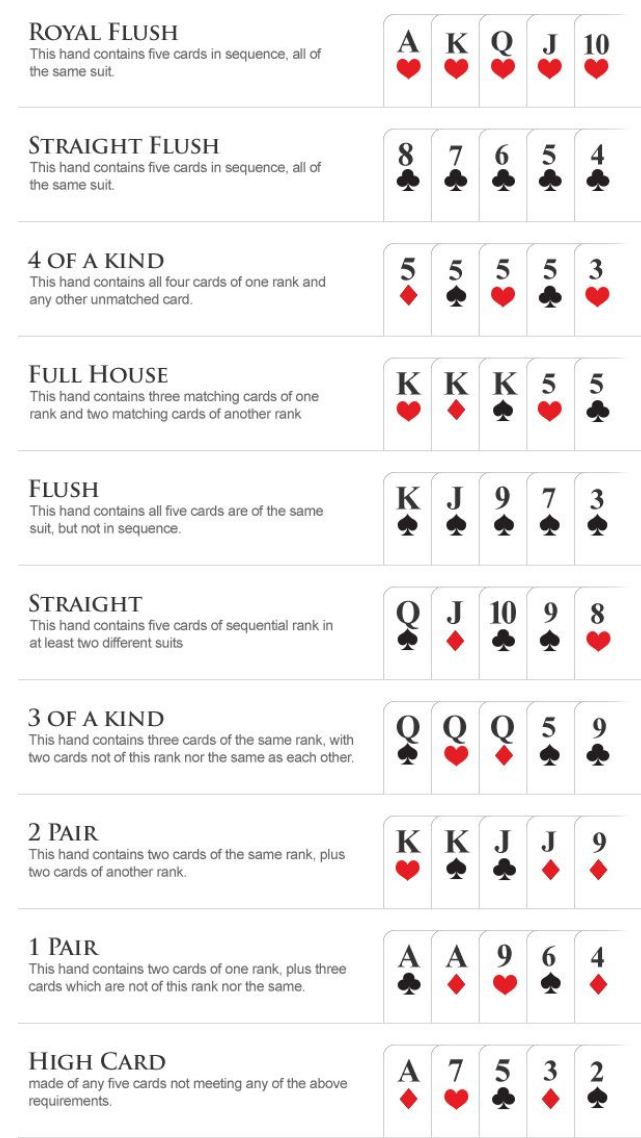 ROYAL FLUSH
This hand contains five cards in sequence, all of
the same suit.
A K Q J 10
STRAIGHT FLUSH
This hand contains five cards in sequence, all of
the same suit.
8 7 6 5 4
4 OF A KIND
This hand contains all four cards of one rank and
any other unmatched card.
5 5 5 5 3
FULL HOUSE
This hand contains three matching cards of one
rank and two matching cards of another rank
K K K 5 5
FLUSH
This hand contains all five cards are of the same
suit, but not in sequence.
K J 9 7 3
STRAIGHT
This hand contains five cards of sequential rank in
at least two different suits
Q J 10 9 8
3 OF A KIND
This hand contains three cards of the same rank, with
two cards not of this rank nor the same as each other.
Q Q Q 5 9
2 PAIR
This hand contains two cards of the same rank, plus
two cards of another rank.
K K J J 9
1 PAIR
This hand contains two cards of one rank, plus three
cards which are not of this rank nor the same.
A A 9 6 4
HIGH CARD
made of any five cards not meeting any of the above
requirements.
A 7 5 3 2